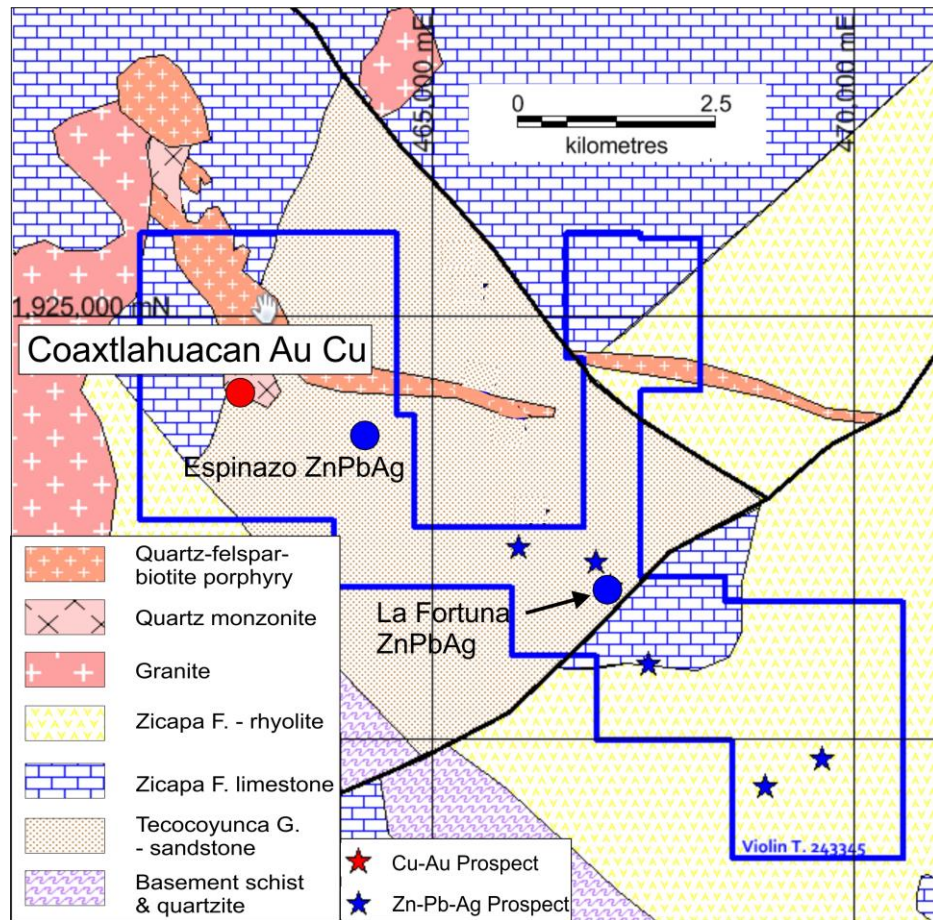 465,000 mE
470,000 mE
0 2.5
kilometres
1,925,000 mN
Coaxtlahuacan Au Cu
Espinazo ZnPbAg
La Fortuna
ZnPbAg
Quartz-felspar-
biotite porphyry
Quartz monzonite
Granite
Zicapa F. - rhyolite
Zicapa F. limestone
Tecocoyunca G.
- sandstone
Basement schist
& quartzite
Cu-Au Prospect
Zn-Pb-Ag Prospect
Violin T. 243345